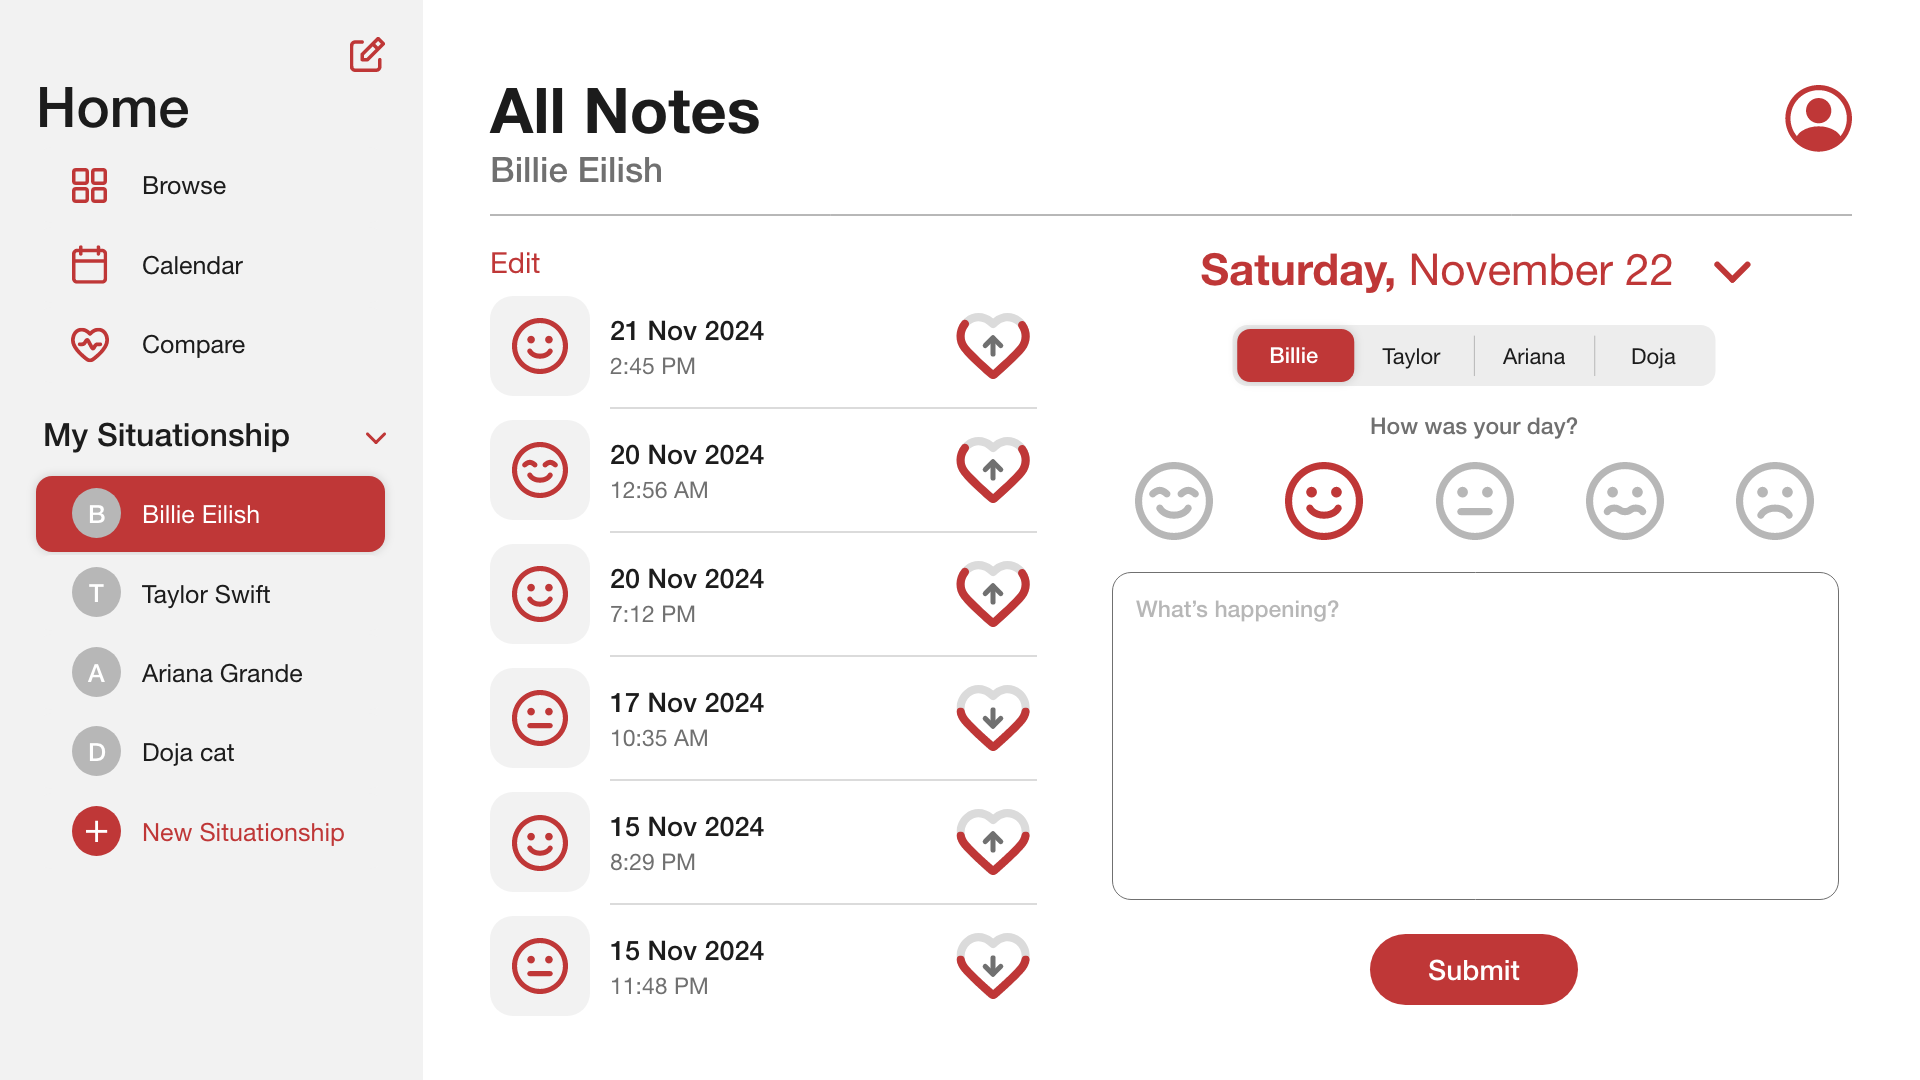 Home
Browse
Calendar
Compare
My Situationship
B Billie Eilish
T Taylor Swift
A Ariana Grande
D Doja cat
New Situationship
All Notes
Billie Eilish
Edit
21 Nov 2024
2:45 PM
20 Nov 2024
12:56 AM
20 Nov 2024
7:12 PM
17 Nov 2024
10:35 AM
15 Nov 2024
8:29 PM
15 Nov 2024
11:48 PM
Saturday, November 22
Billie Taylor Ariana Doja
How was your day?
What’s happening?
Submit